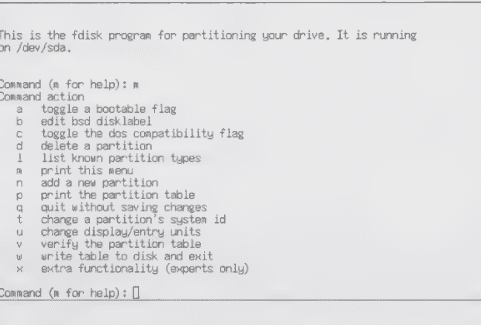 This is the fdisk program for partitioning your drive. It is running
on /dev/sda.
Command (m for help): m
Command action
a toggle a bootable flag
b edit bsd disklabel
c toggle the dos compatibility flag
d delete a partition
l list known partition types
m print this menu
n add a new partition
p print the partition table
q quit without saving changes
t change a partition's system id
u change display/entry units
v verify the partition table
w write table to disk and exit
x extra functionality (experts only)
Command (m for help):